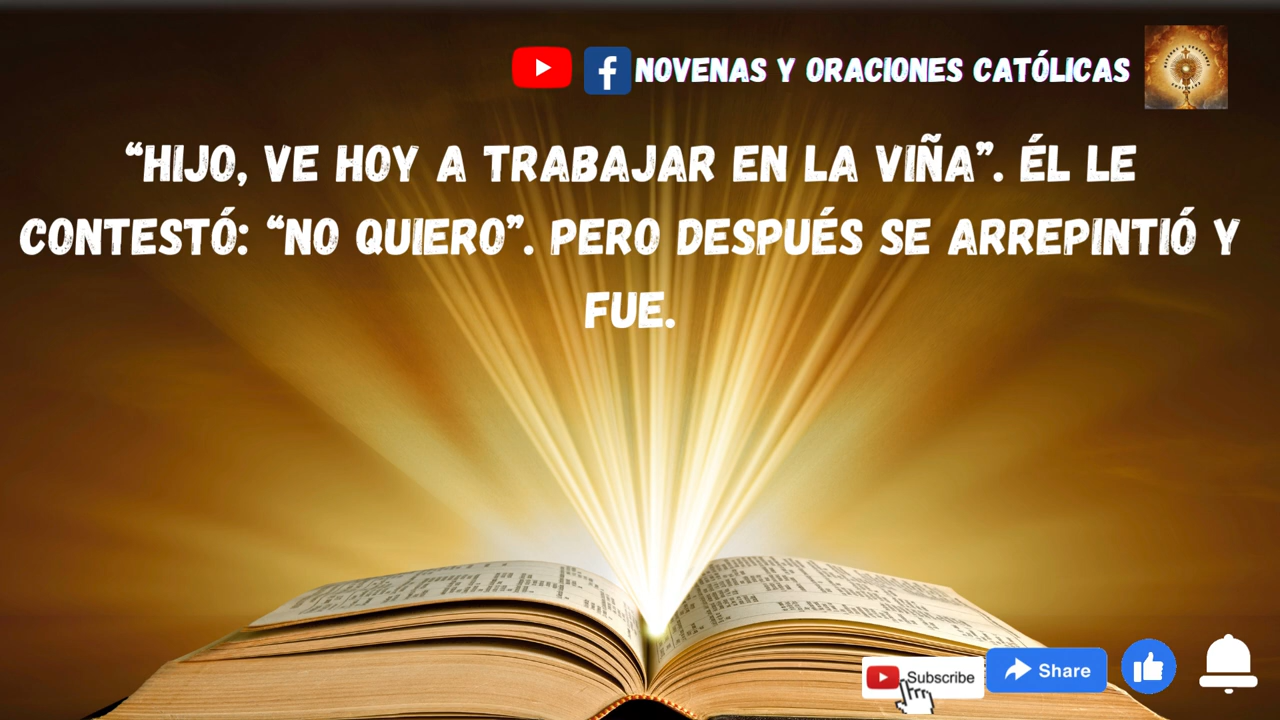 NOVENAS Y ORACIONES CATÓLICAS
“HIJO, VE HOY A TRABAJAR EN LA VIÑA”. ÉL LE
CONTESTÓ: “NO QUIERO”. PERO DESPUÉS SE ARREPINTIÓ Y
FUE.
Subscribe
Share